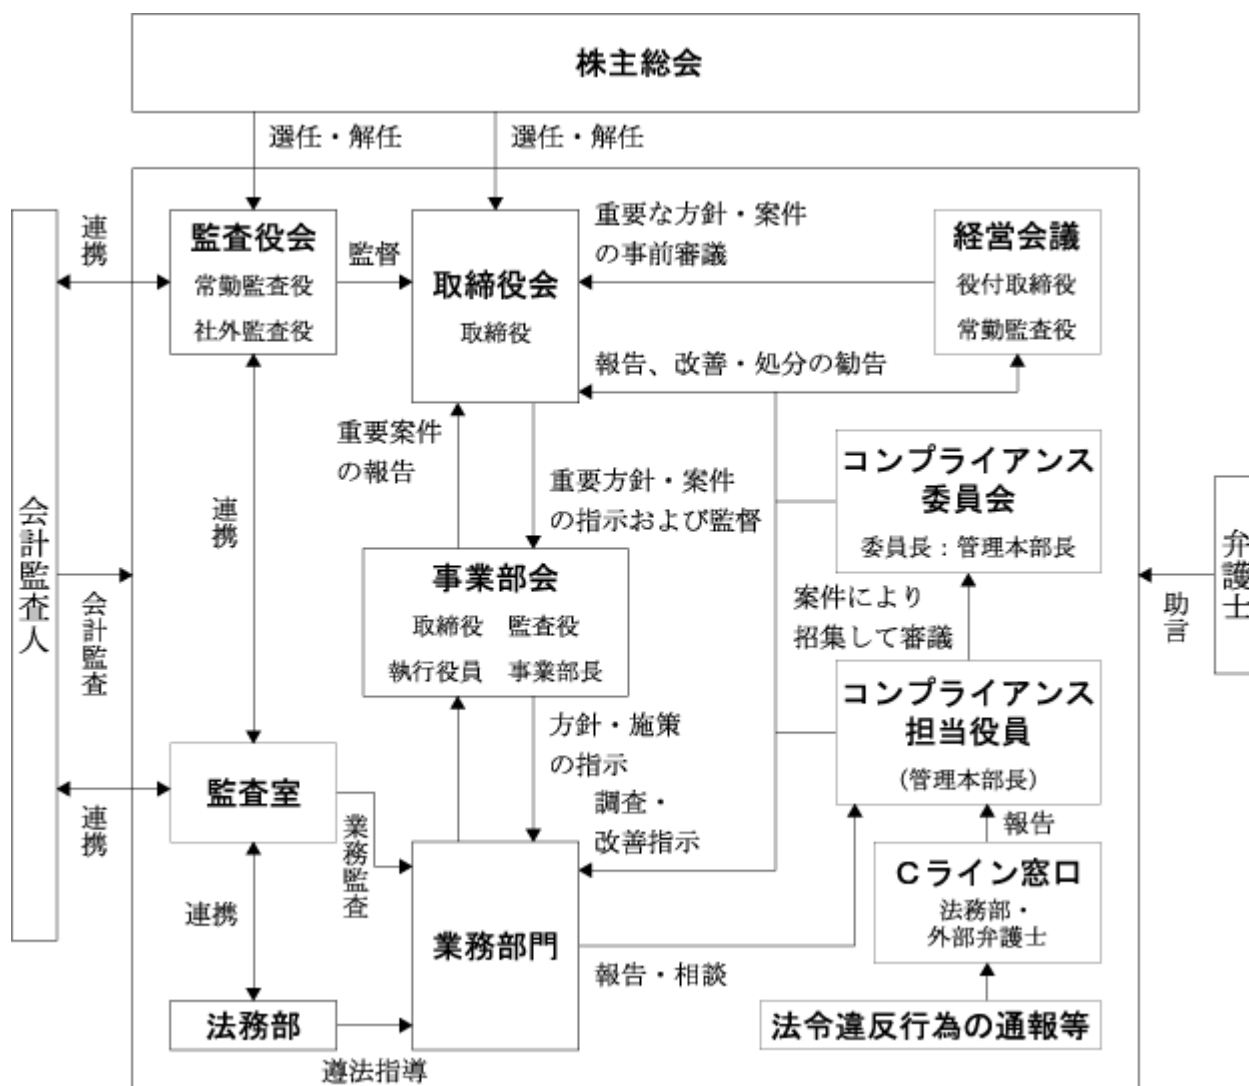 株主総会
選任・解任
選任・解任
連携
監査役会
常勤監査役
社外監査役
監督
取締役会
取締役
重要な方針・案件
の事前審議
経営会議
役付取締役
常勤監査役
報告、改善・処分の勧告
重要案件
の報告
重要方針・案件
の指示および監督
コンプライアンス
委員会
委員長：管理本部長
連携
会計監査人
会計監査
弁護士
助言
事業部会
取締役 監査役
執行役員 事業部長
案件により
招集して審議
コンプライアンス
担当役員
（管理本部長）
方針・施策
の指示
調査・
改善指示
監査室
連携
業務監査
報告
Cライン窓口
法務部・
外部弁護士
連携
業務部門
報告・相談
法務部
遵法指導
法令違反行為の通報等